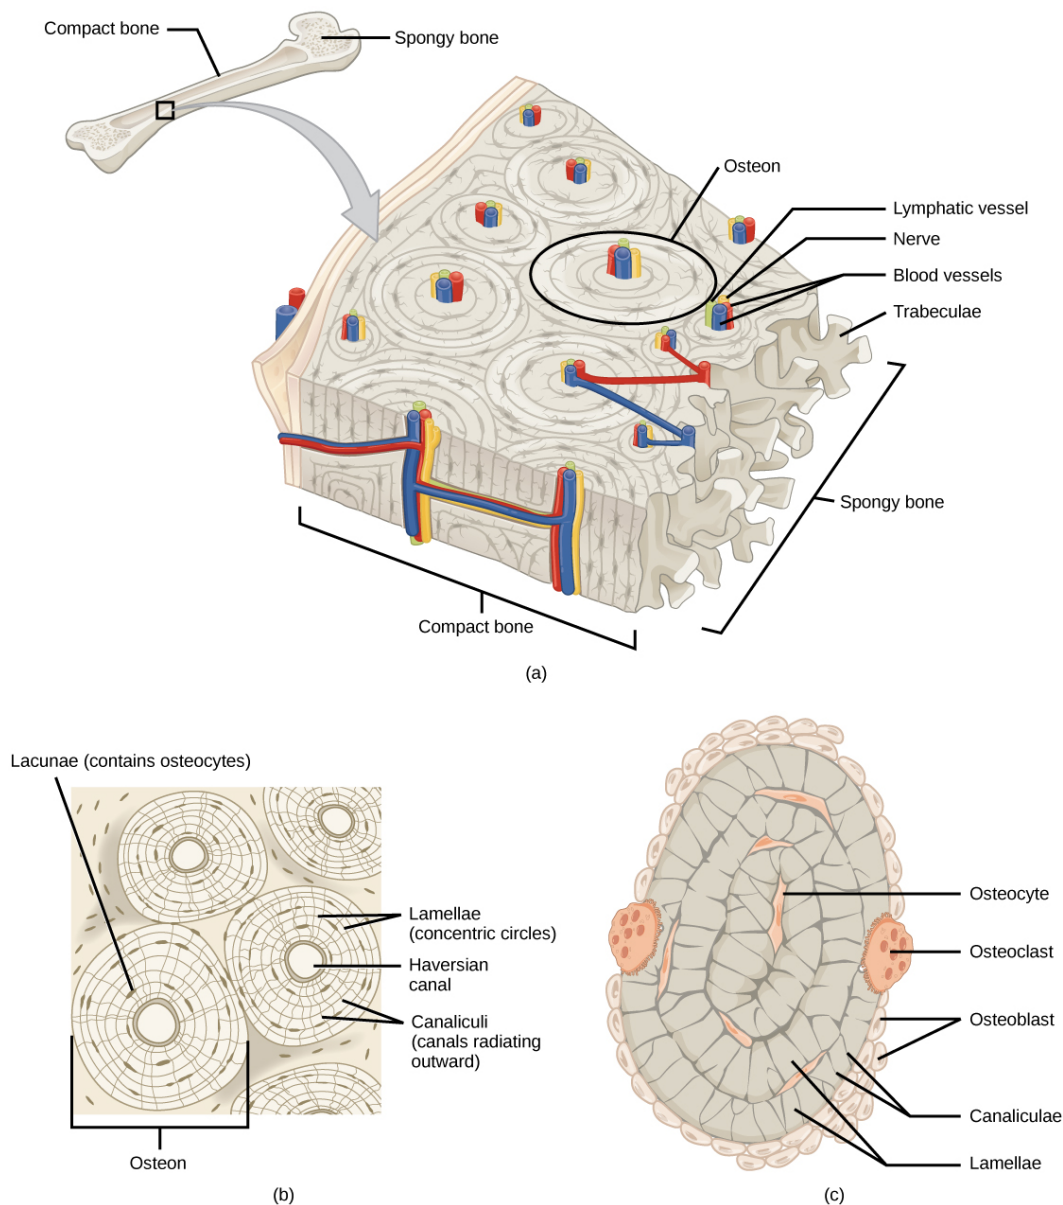 Compact bone
Spongy bone
Osteon
Lymphatic vessel
Nerve
Blood vessels
Trabeculae
Spongy bone
Compact bone
(a)
Lacunae (contains osteocytes)
Lamellae
(concentric circles)
Haversian
canal
Canaliculi
(canals radiating
outward)
Osteon
(b)
Osteocyte
Osteoclast
Osteoblast
Canaliculae
Lamellae
(c)